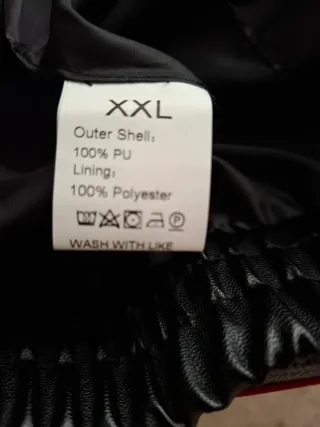 XXL
Outer Shell:
100% PU
Lining:
100% Polyester
WASH WITH LIKE